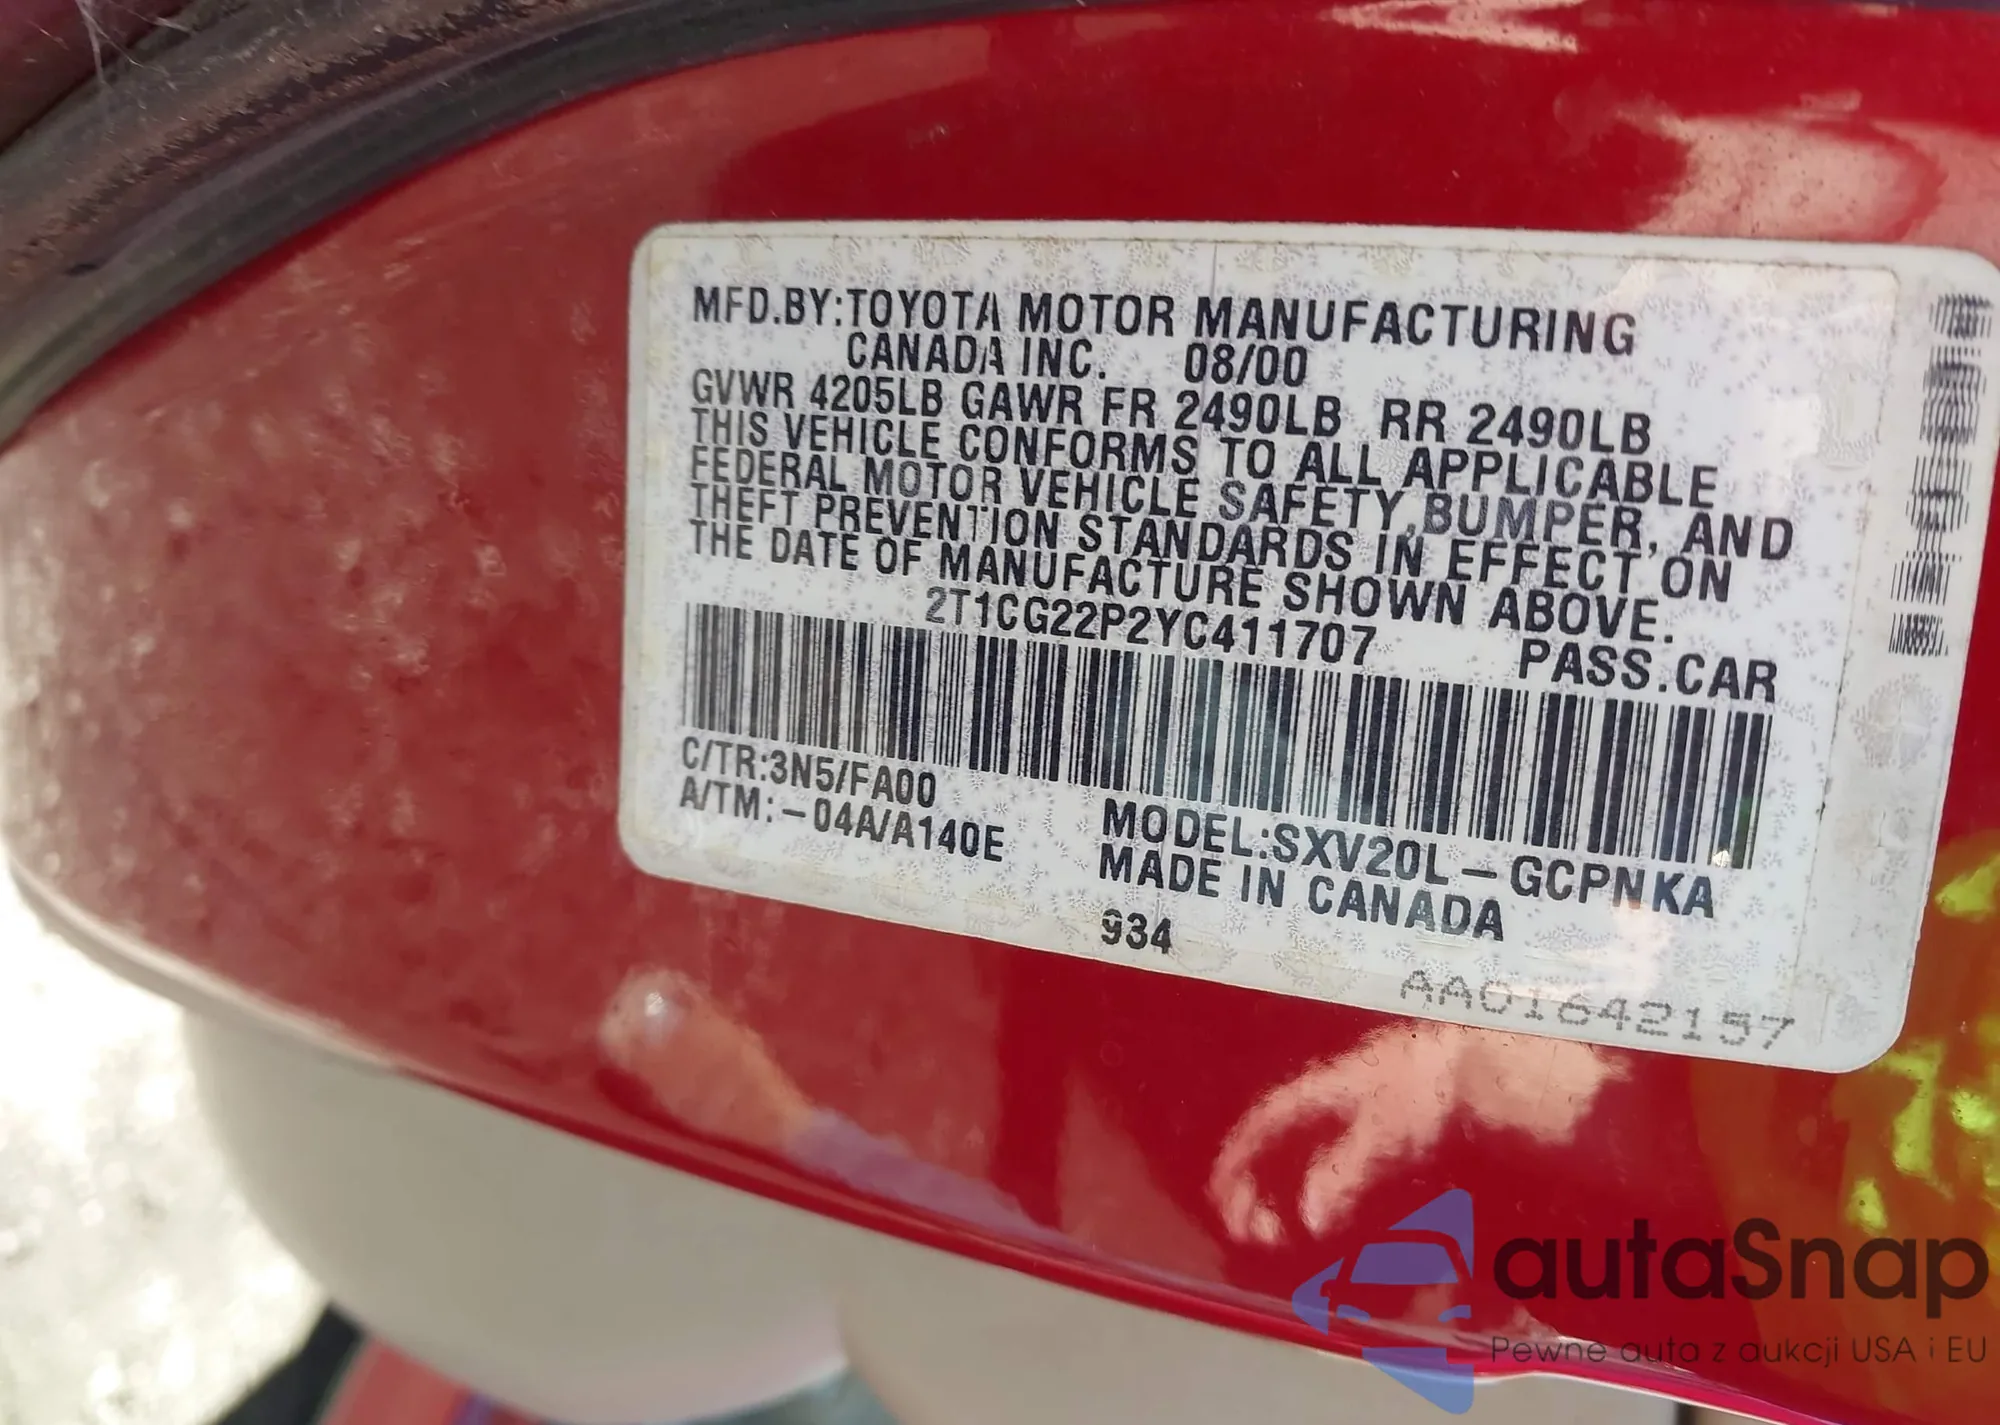 MFD.BY:TOYOTA MOTOR MANUFACTURING
CANADA INC. 08/00
GVWR 4205LB GAWR FR 2490LB RR 2490LB
THIS VEHICLE CONFORMS TO ALL APPLICABLE
FEDERAL MOTOR VEHICLE SAFETY,BUMPER, AND
THEFT PREVENTION STANDARDS IN EFFECT ON
THE DATE OF MANUFACTURE SHOWN ABOVE.
2T1CG22P2YC411707 PASS.CAR
C/TR:3N5/FA00
A/TM:-04A/A140E
MODEL:SXV20L-GCPNKA
MADE IN CANADA
934
AA01642157
autaSnap
Pewne auta z aukcji USA i EU